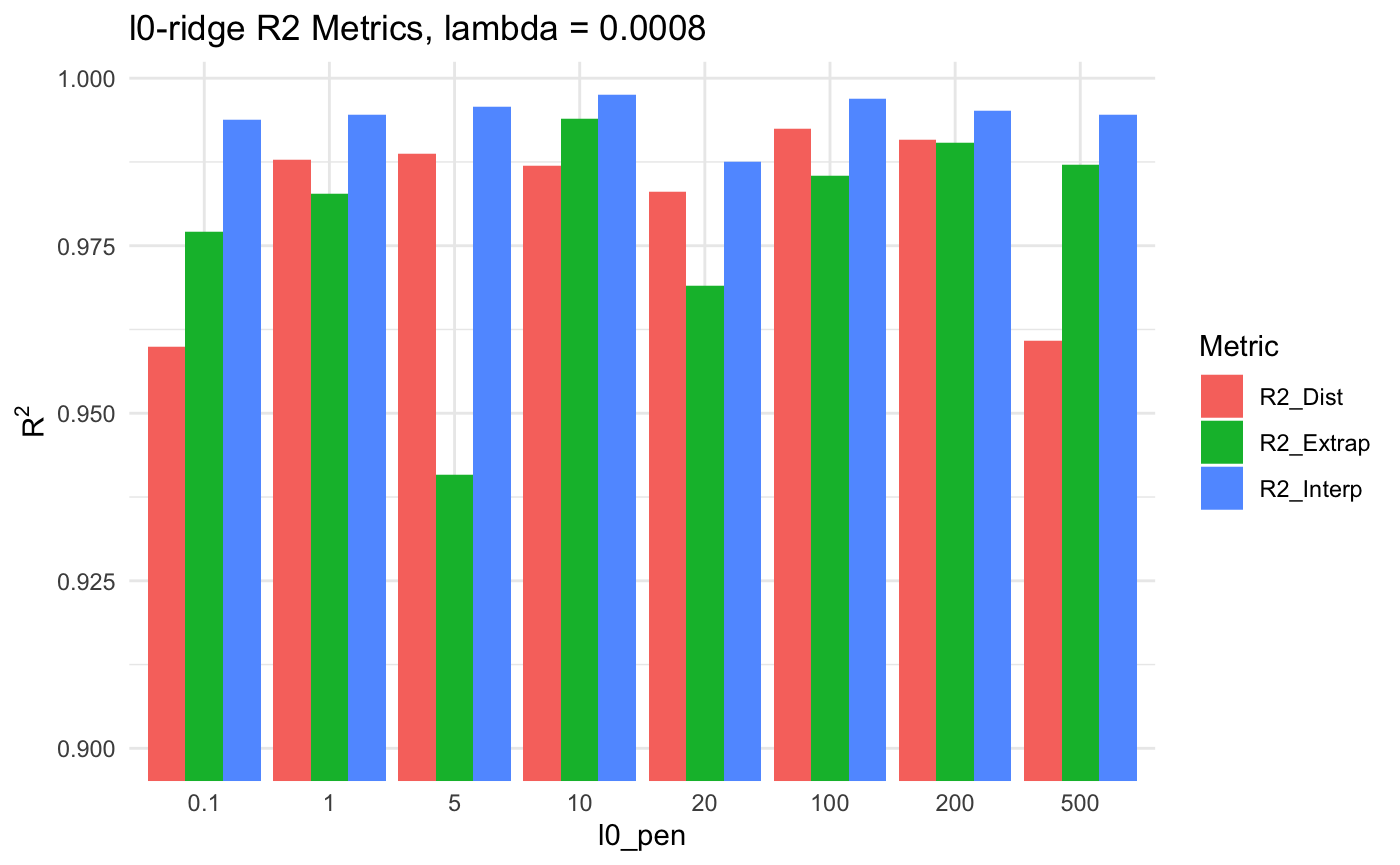 l0-ridge R2 Metrics, lambda = 0.0008
1.000
0.975
0.950
0.925
0.900
R²
0.1 1 5 10 20 100 200 500
l0_pen
Metric
R2_Dist
R2_Extrap
R2_Interp